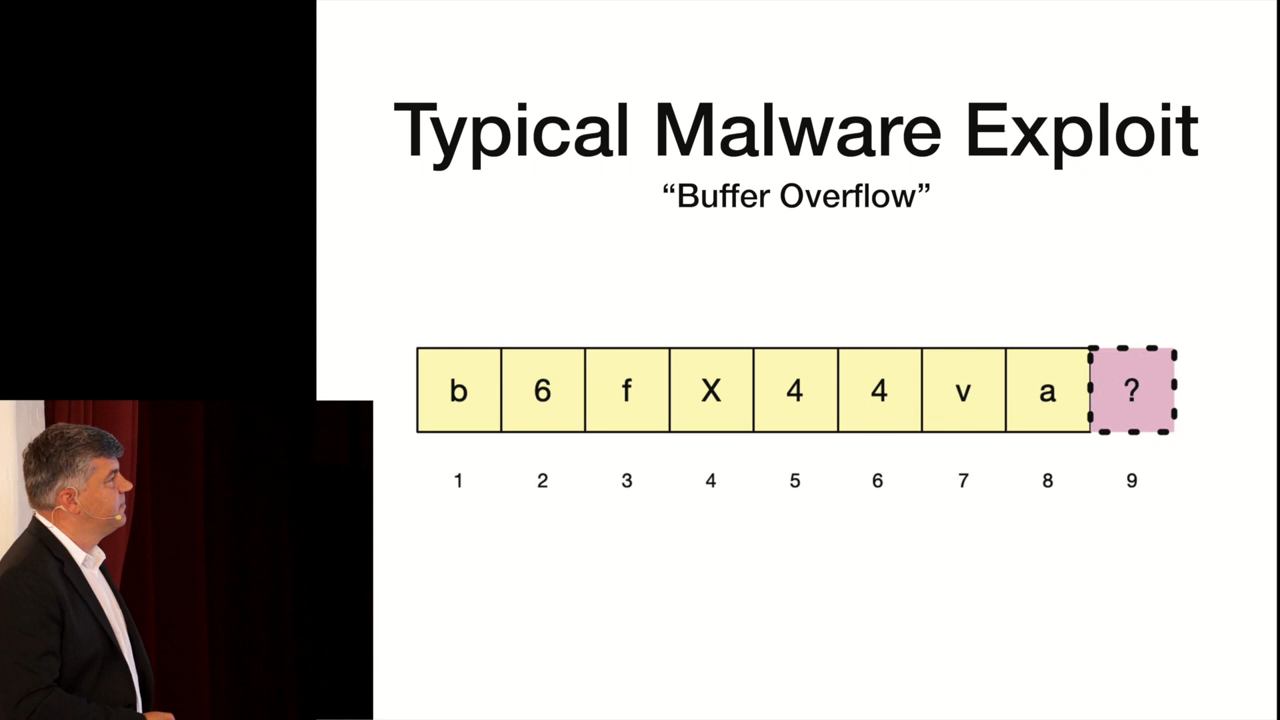 Typical Malware Exploit
“Buffer Overflow”
b 6 f X 4 4 v a ?
1 2 3 4 5 6 7 8 9